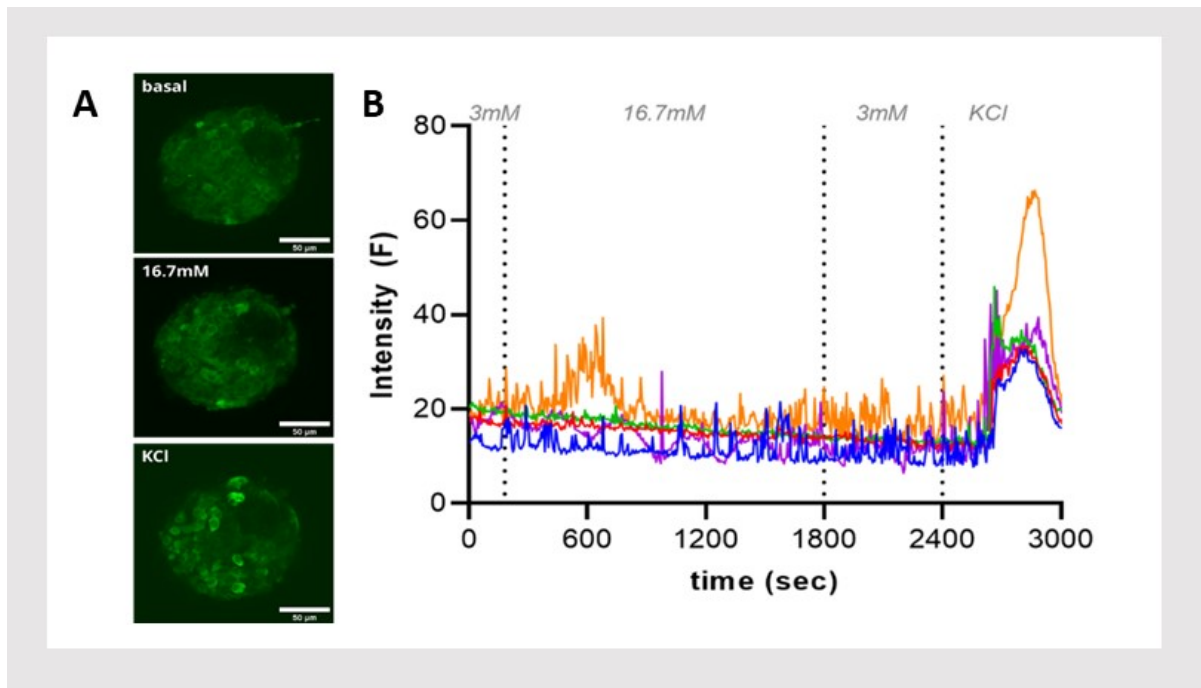 A
basal
50 µm
16.7mM
50 µm
KCl
50 µm
B
3mM 16.7mM 3mM KCl
80
60
40
20
0
Intensity (F)
0 600 1200 1800 2400 3000
time (sec)